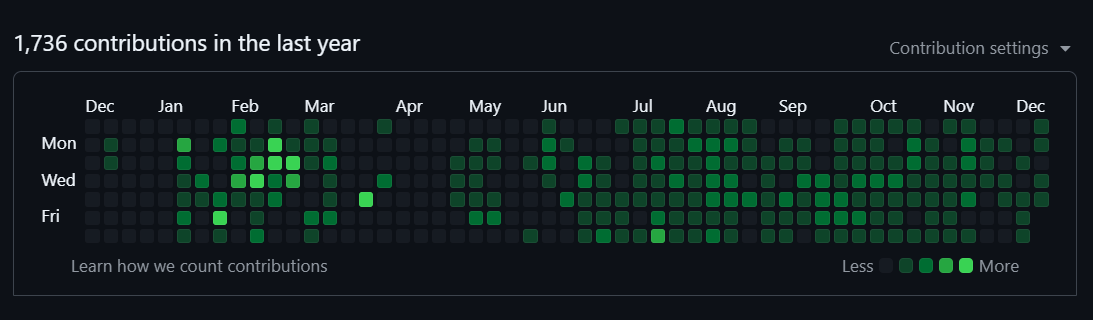 1,736 contributions in the last year
Contribution settings
Dec Jan Feb Mar Apr May Jun Jul Aug Sep Oct Nov Dec
Mon
Wed
Fri
Learn how we count contributions
Less More